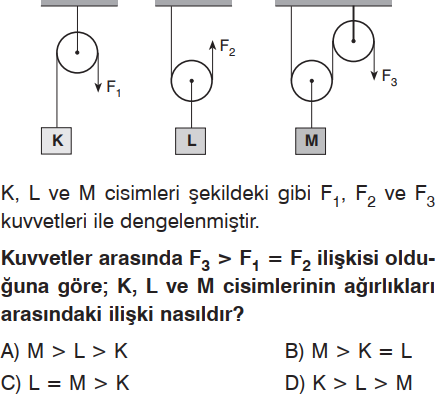 F₁
F₂
F₃
K
L
M
K, L ve M cisimleri şekildeki gibi F₁, F₂ ve F₃
kuvvetleri ile dengelenmiştir.
Kuvvetler arasında F₃ > F₁ = F₂ ilişkisi oldu-
ğuna göre; K, L ve M cisimlerinin ağırlıkları
arasındaki ilişki nasıldır?
A) M > L > K
B) M > K = L
C) L = M > K
D) K > L > M